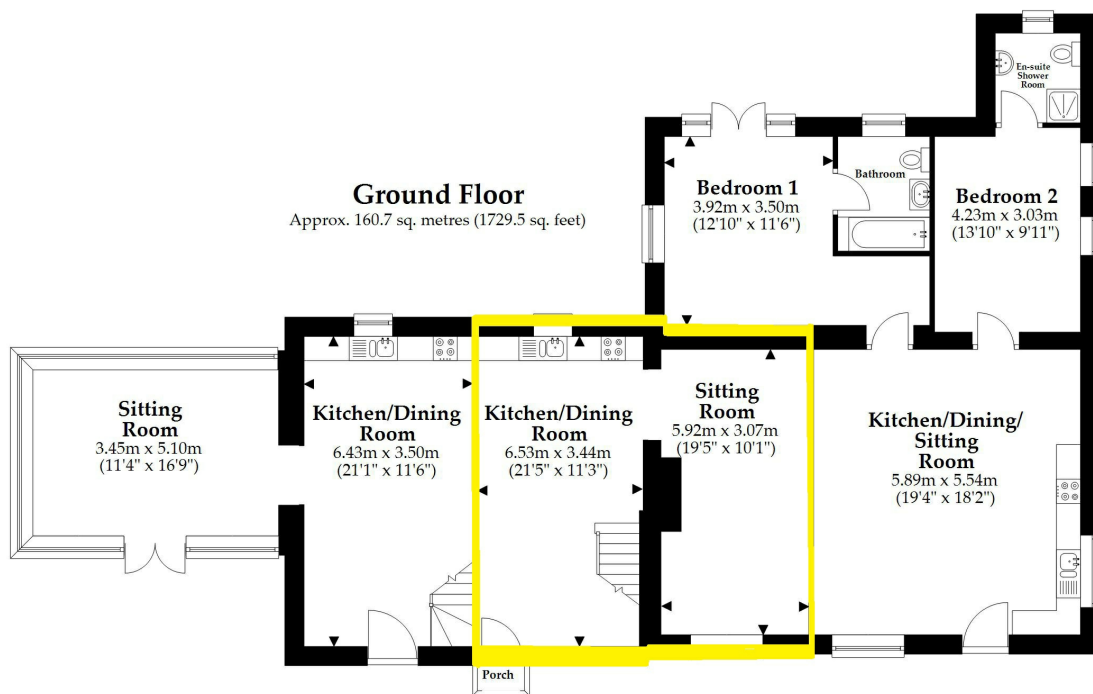 Ground Floor
Approx. 160.7 sq. metres (1729.5 sq. feet)
En-suite
Shower
Room
Bedroom 1
3.92m x 3.50m
(12'10" x 11'6")
Bathroom
Bedroom 2
4.23m x 3.03m
(13'10" x 9'11")
Sitting
Room
3.45m x 5.10m
(11'4" x 16'9")
Kitchen/Dining
Room
6.43m x 3.50m
(21'1" x 11'6")
Kitchen/Dining
Room
6.53m x 3.44m
(21'5" x 11'3")
Sitting
Room
5.92m x 3.07m
(19'5" x 10'1")
Kitchen/Dining/
Sitting
Room
5.89m x 5.54m
(19'4" x 18'2")
Porch